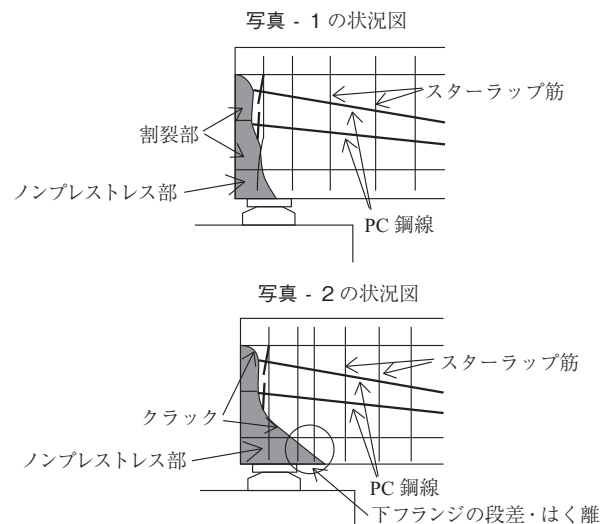 写真 - 1 の状況図
スターラップ筋
割裂部
ノンプレストレス部
PC 鋼線
写真 - 2 の状況図
スターラップ筋
クラック
ノンプレストレス部
PC 鋼線
下フランジの段差・はく離